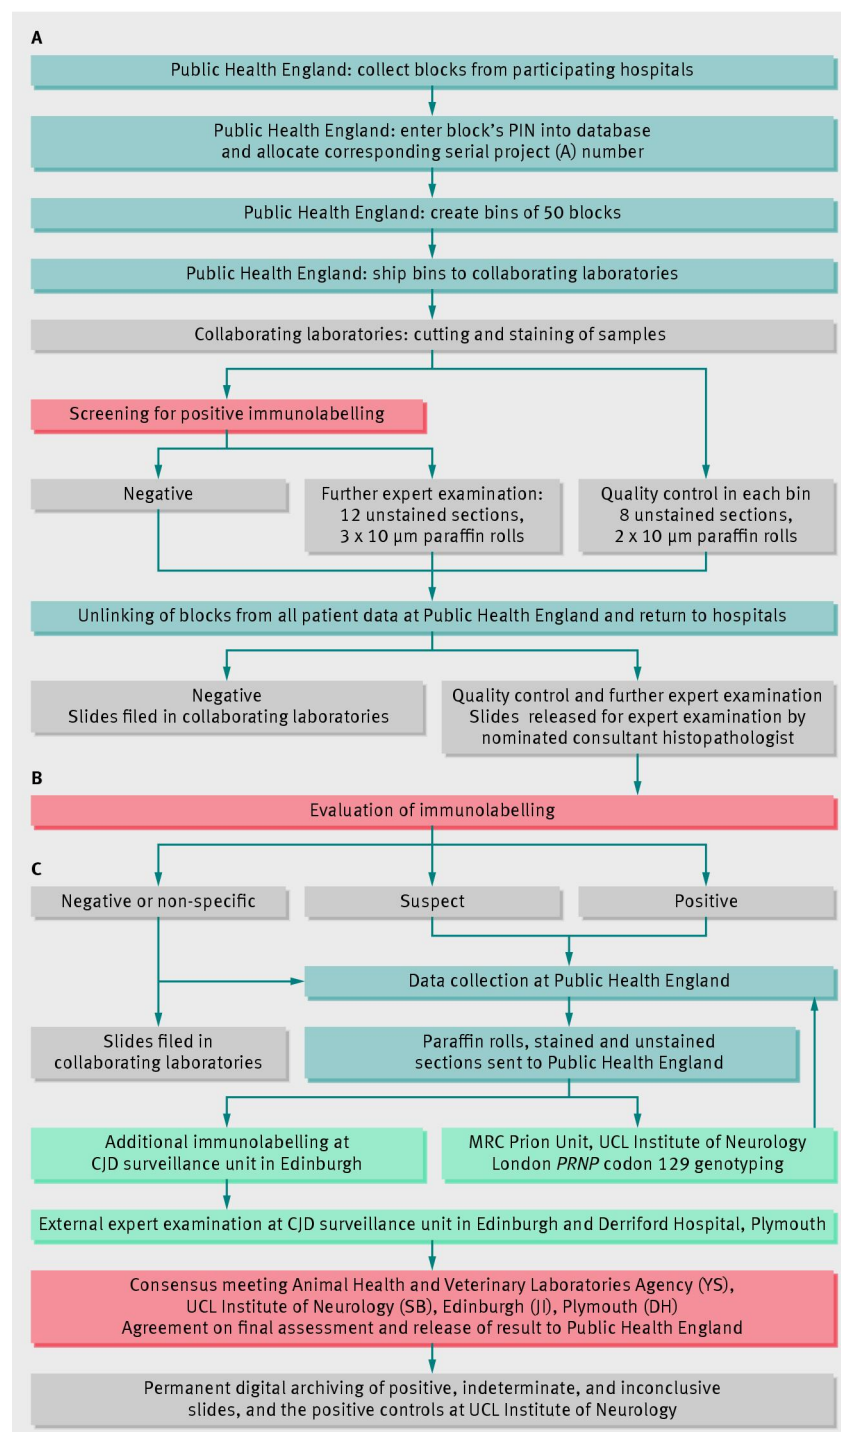 A
Public Health England: collect blocks from participating hospitals
Public Health England: enter block's PIN into database
and allocate corresponding serial project (A) number
Public Health England: create bins of 50 blocks
Public Health England: ship bins to collaborating laboratories
Collaborating laboratories: cutting and staining of samples
Screening for positive immunolabelling
Negative
Further expert examination:
12 unstained sections,
3 x 10 µm paraffin rolls
Quality control in each bin
8 unstained sections,
2 x 10 µm paraffin rolls
Unlinking of blocks from all patient data at Public Health England and return to hospitals
Negative
Slides filed in collaborating laboratories
Quality control and further expert examination
Slides released for expert examination by
nominated consultant histopathologist
B
Evaluation of immunolabelling
C
Negative or non-specific
Suspect
Positive
Data collection at Public Health England
Slides filed in
collaborating laboratories
Paraffin rolls, stained and unstained
sections sent to Public Health England
Additional immunolabelling at
CJD surveillance unit in Edinburgh
MRC Prion Unit, UCL Institute of Neurology
London PRNP codon 129 genotyping
External expert examination at CJD surveillance unit in Edinburgh and Derriford Hospital, Plymouth
Consensus meeting Animal Health and Veterinary Laboratories Agency (YS),
UCL Institute of Neurology (SB), Edinburgh (JI), Plymouth (DH)
Agreement on final assessment and release of result to Public Health England
Permanent digital archiving of positive, indeterminate, and inconclusive
slides, and the positive controls at UCL Institute of Neurology